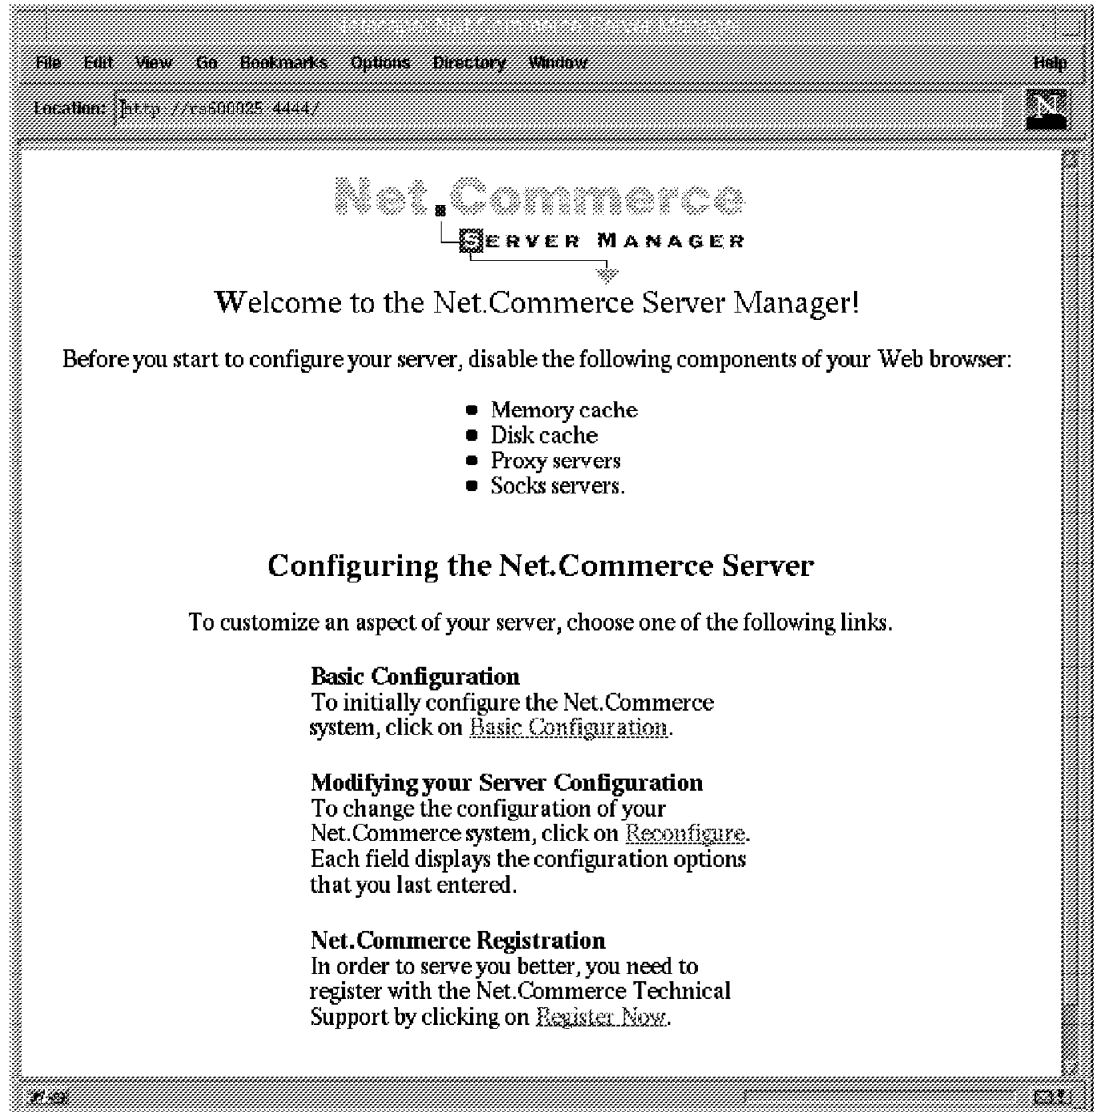 File Edit View Go Bookmarks Options Directory Window Help
Location: http://rs600025:4444/
N
Net.Commerce
SERVER MANAGER
Welcome to the Net.Commerce Server Manager!
Before you start to configure your server, disable the following components of your Web browser:
Memory cache
Disk cache
Proxy servers
Socks servers.
Configuring the Net.Commerce Server
To customize an aspect of your server, choose one of the following links.
Basic Configuration
To initially configure the Net.Commerce
system, click on Basic Configuration.
Modifying your Server Configuration
To change the configuration of your
Net.Commerce system, click on Reconfigure.
Each field displays the configuration options
that you last entered.
Net.Commerce Registration
In order to serve you better, you need to
register with the Net.Commerce Technical
Support by clicking on Register Now.